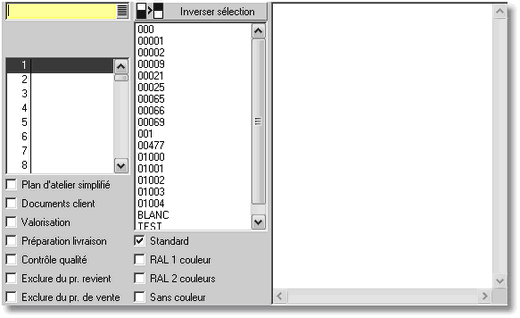 Inverser sélection
000
00001
00002
00009
00021
00025
00065
00066
00069
001
00477
01000
01001
01002
01003
01004
BLANC
TEST
1
2
3
4
5
6
7
8
Plan d'atelier simplifié
Documents client
Valorisation
Préparation livraison
Contrôle qualité
Exclure du pr. revient
Exclure du pr. de vente
Standard
RAL 1 couleur
RAL 2 couleurs
Sans couleur